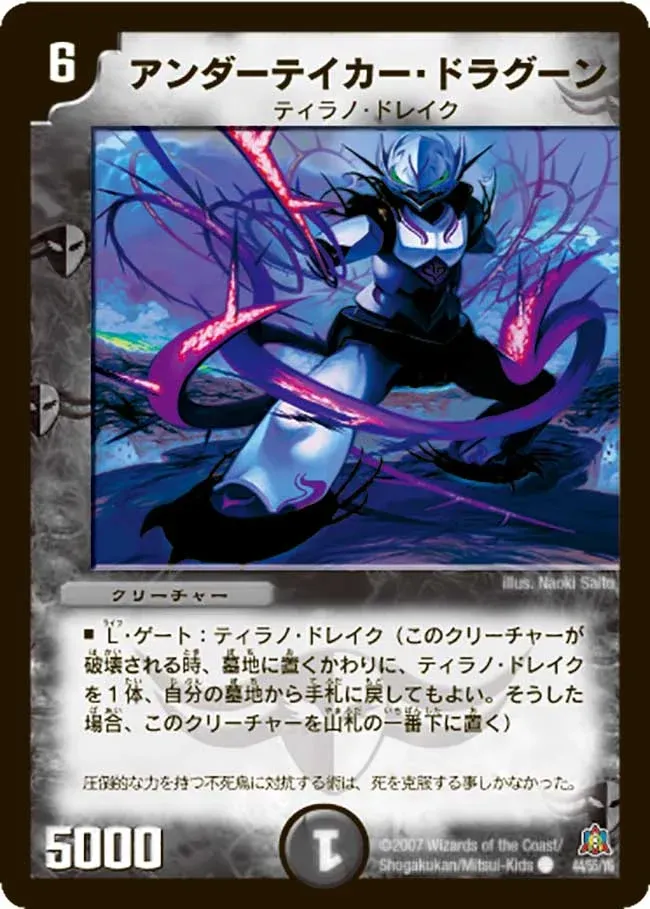 6
アンダーテイカー・ドラグーン
ティラノ・ドレイク
illus. Naoki Saito
クリーチャー
■ L・ゲート:ティラノ・ドレイク(このクリーチャーが
破壊される時、墓地に置くかわりに、ティラノ・ドレイク
を1体、自分の墓地から手札に戻してもよい。そうした
場合、このクリーチャーを山札の一番下に置く)
圧倒的な力を持つ不死鳥に対抗する術は、死を克服する事しかなかった。
5000
1
©2007 Wizards of the Coast/
Shogakukan/Mitsui-Kids
44/55/Y6